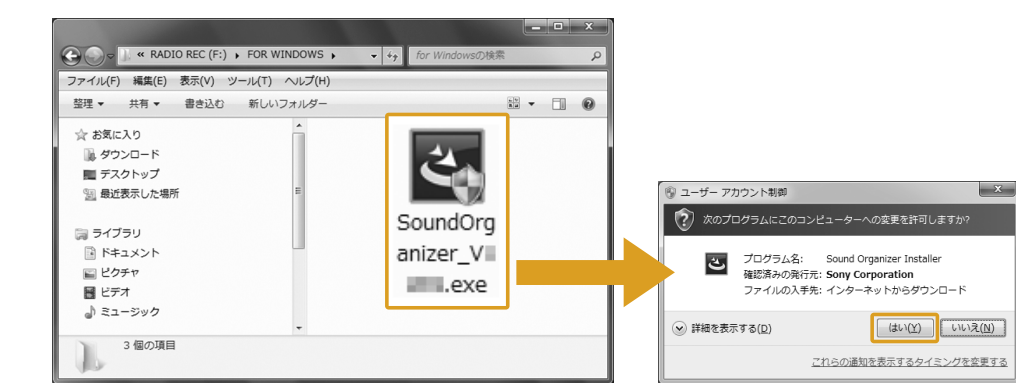 « RADIO REC (F:) ▸ FOR WINDOWS ▸
for Windowsの検索
ファイル(F) 編集(E) 表示(V) ツール(T) ヘルプ(H)
整理 ▼ 共有 ▼ 書き込む 新しいフォルダー
お気に入り
ダウンロード
デスクトップ
最近表示した場所
ライブラリ
ドキュメント
ピクチャ
ビデオ
ミュージック
SoundOrg
anizer_V
.exe
3 個の項目
ユーザー アカウント制御
次のプログラムにこのコンピューターへの変更を許可しますか?
プログラム名: Sound Organizer Installer
確認済みの発行元: Sony Corporation
ファイルの入手先: インターネットからダウンロード
詳細を表示する(D)
はい(Y)
いいえ(N)
これらの通知を表示するタイミングを変更する